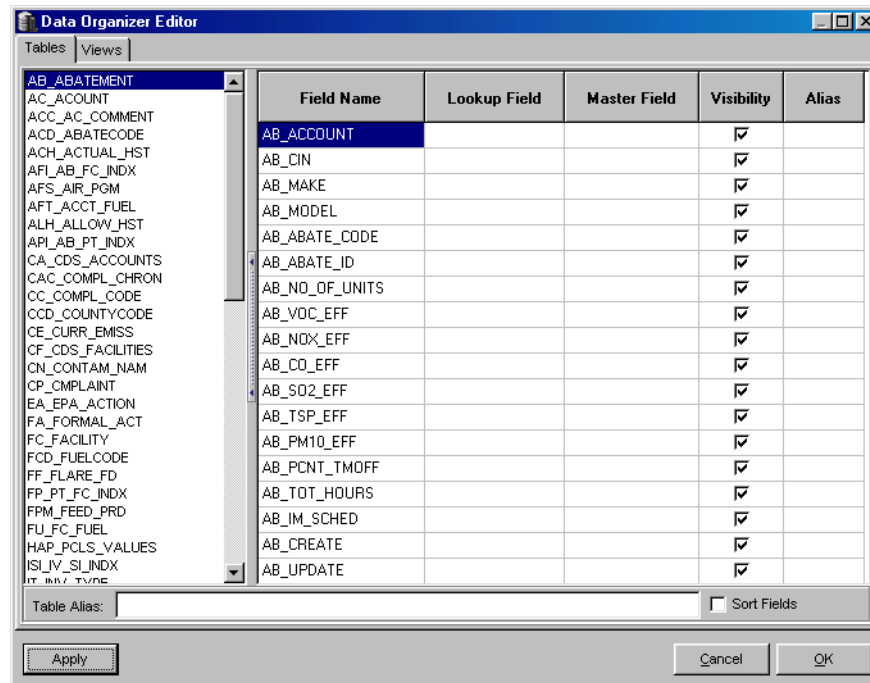 Data Organizer Editor
Tables
Views
AB_ABATEMENT
AC_ACOUNT
ACC_AC_COMMENT
ACD_ABATECODE
ACH_ACTUAL_HST
AFI_AB_FC_INDX
AFS_AIR_PGM
AFT_ACCT_FUEL
ALH_ALLOW_HST
API_AB_PT_INDX
CA_CDS_ACCOUNTS
CAC_COMPL_CHRON
CC_COMPL_CODE
CCD_COUNTYCODE
CE_CURR_EMISS
CF_CDS_FACILITIES
CN_CONTAM_NAM
CP_CMPLAINT
EA_EPA_ACTION
FA_FORMAL_ACT
FC_FACILITY
FCD_FUELCODE
FF_FLARE_FD
FP_PT_FC_INDX
FPM_FEED_PRD
FU_FC_FUEL
HAP_PCLS_VALUES
ISI_IV_SI_INDX
IT_INV_TYPE
Field Name Lookup Field Master Field Visibility Alias
AB_ACCOUNT
AB_CIN
AB_MAKE
AB_MODEL
AB_ABATE_CODE
AB_ABATE_ID
AB_NO_OF_UNITS
AB_VOC_EFF
AB_NOX_EFF
AB_CO_EFF
AB_SO2_EFF
AB_TSP_EFF
AB_PM10_EFF
AB_PCNT_TMOFF
AB_TOT_HOURS
AB_IM_SCHED
AB_CREATE
AB_UPDATE
Table Alias:
Sort Fields
Apply
Cancel
OK